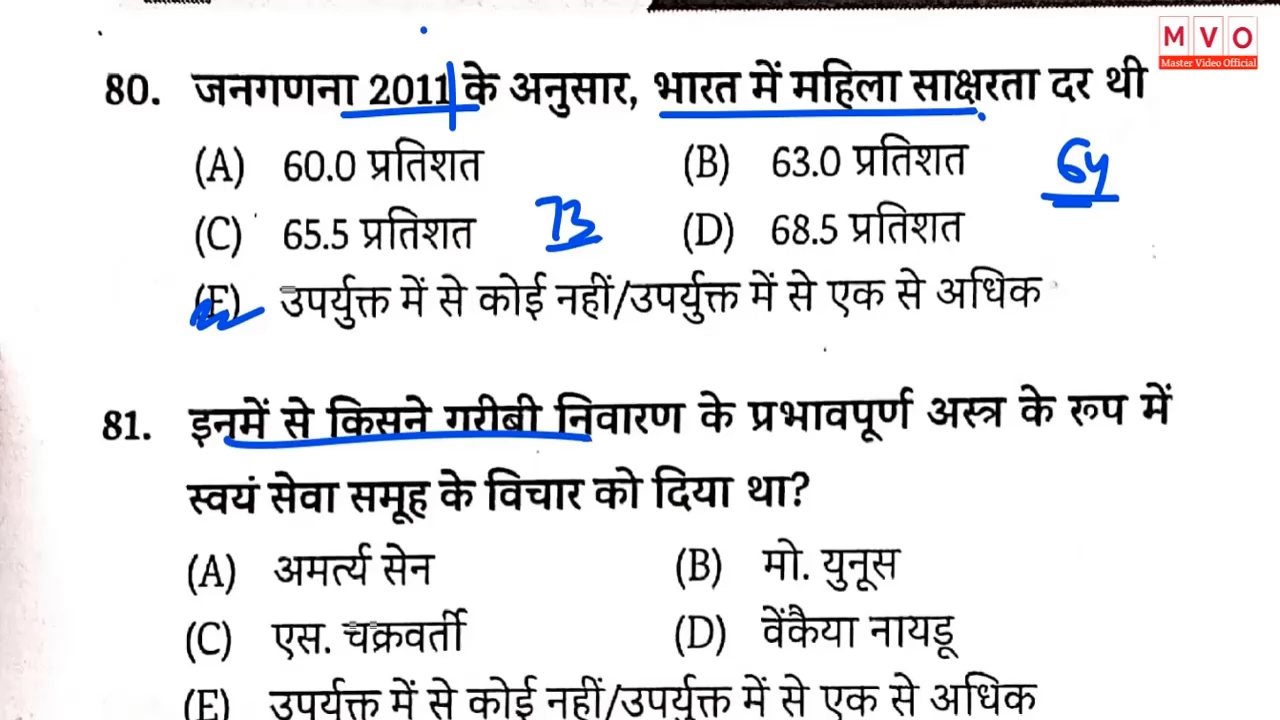 M V O
Master Video Official
80. जनगणना 2011 के अनुसार, भारत में महिला साक्षरता दर थी
(A) 60.0 प्रतिशत (B) 63.0 प्रतिशत 64
(C) 65.5 प्रतिशत 73 (D) 68.5 प्रतिशत
(E) उपर्युक्त में से कोई नहीं/उपर्युक्त में से एक से अधिक
81. इनमें से किसने गरीबी निवारण के प्रभावपूर्ण अस्त्र के रूप में
स्वयं सेवा समूह के विचार को दिया था?
(A) अमर्त्य सेन (B) मो. युनूस
(C) एस. चक्रवर्ती (D) वेंकैया नायडू
(E) उपर्युक्त में से कोई नहीं/उपर्युक्त में से एक से अधिक